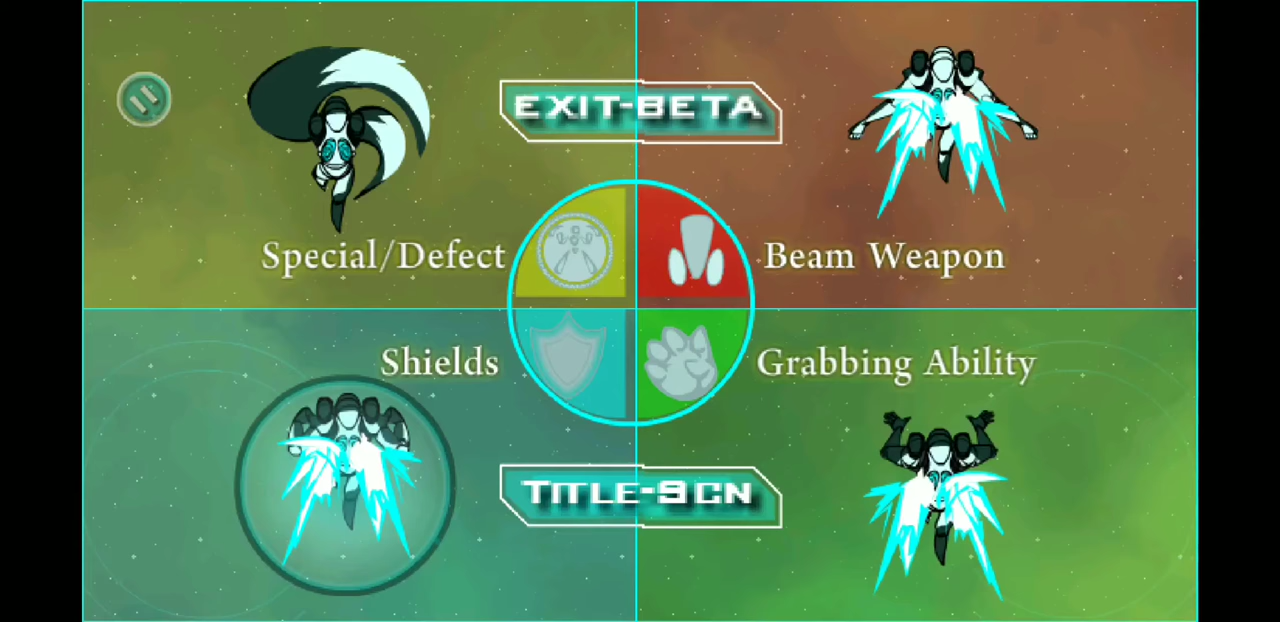 EXIT-BETA
Special/Defect
Beam Weapon
Shields
Grabbing Ability
TITLE-SCN